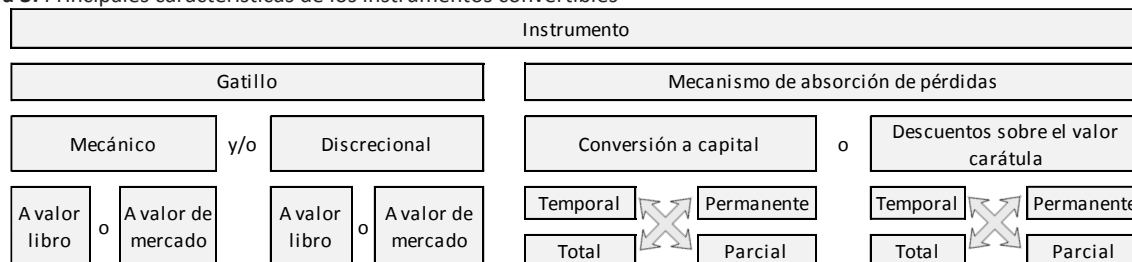 Principales características de los instrumentos convertibles
Instrumento
Gatillo
Mecanismo de absorción de pérdidas
Mecánico y/o Discrecional
Conversión a capital o Descuentos sobre el valor
carátula
A valor
libro
o
A valor de
mercado
A valor
libro
o
A valor de
mercado
Temporal Permanente
Total Parcial
Temporal Permanente
Total Parcial